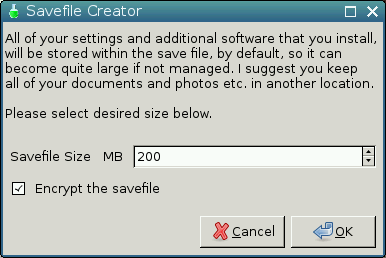 Savefile Creator
All of your settings and additional software that you install,
will be stored within the save file, by default, so it can
become quite large if not managed. I suggest you keep
all of your documents and photos etc. in another location.
Please select desired size below.
Savefile Size MB 200
Encrypt the savefile
Cancel OK